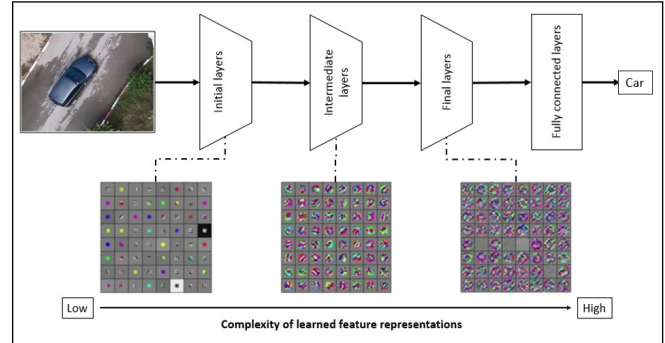 Initial layers
Intermediate
layers
Final layers
Fully connected layers
Car
Low
High
Complexity of learned feature representations